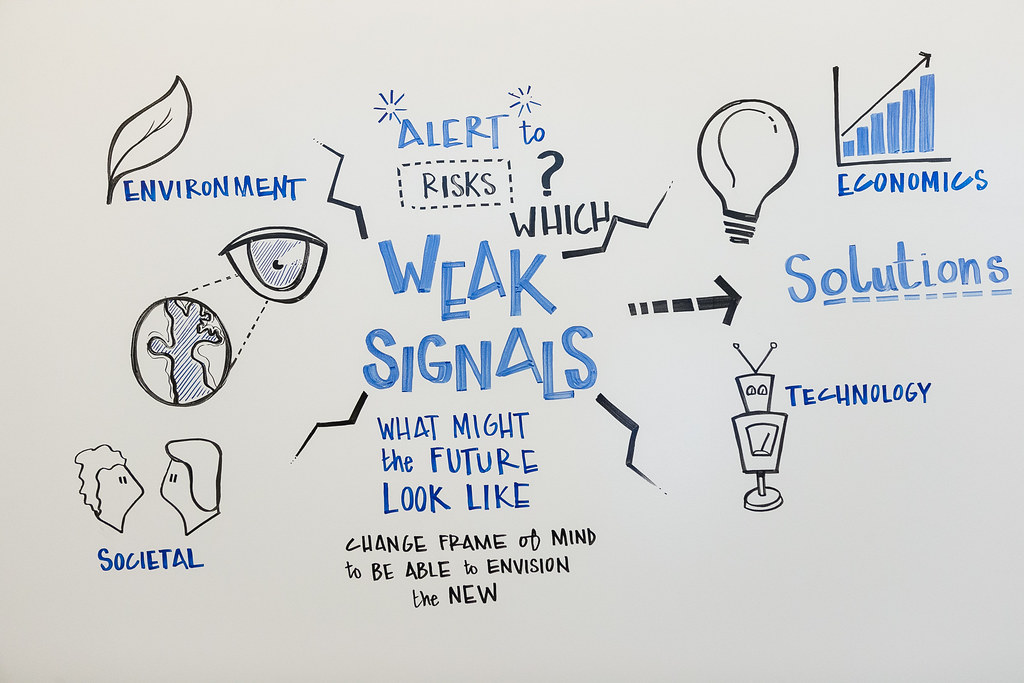 ALERT to
RISKS ?
WHICH
WEAK
SIGNALS
WHAT MIGHT
the FUTURE
LOOK LIKE
CHANGE FRAME of MIND
to BE ABLE to ENVISION
the NEW
ENVIRONMENT
SOCIETAL
ECONOMICS
Solutions
TECHNOLOGY